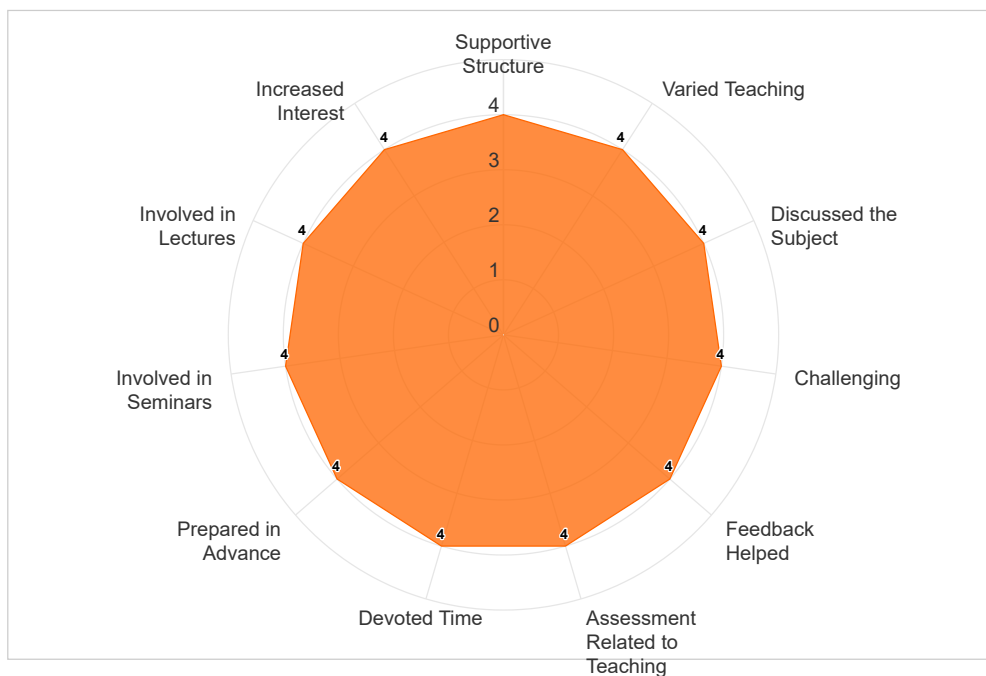 Supportive
Structure
Increased
Interest
Varied Teaching
4
4
4
3
Involved in
Lectures
Discussed the
Subject
4
4
2
1
0
Involved in
Seminars
4
4
Challenging
Prepared in
Advance
4
4
Feedback
Helped
4
4
Devoted Time
Assessment
Related to
Teaching